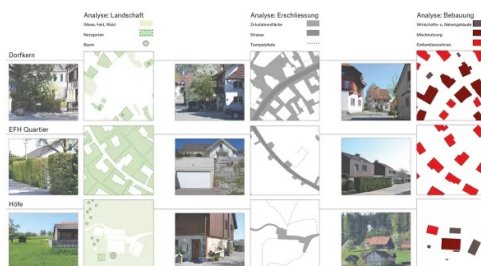 Analyse: Landschaft
Wiese, Feld, Wald
Nutzgarten
Baum
Analyse: Erschliessung
Zirkulationsfläche
Strasse
Trampelpfade
Analyse: Bebauung
Wirtschafts- u. Nebengebäude
Mischnutzung
Einfamilienhaus
Dorfkern
EFH Quartier
Höfe